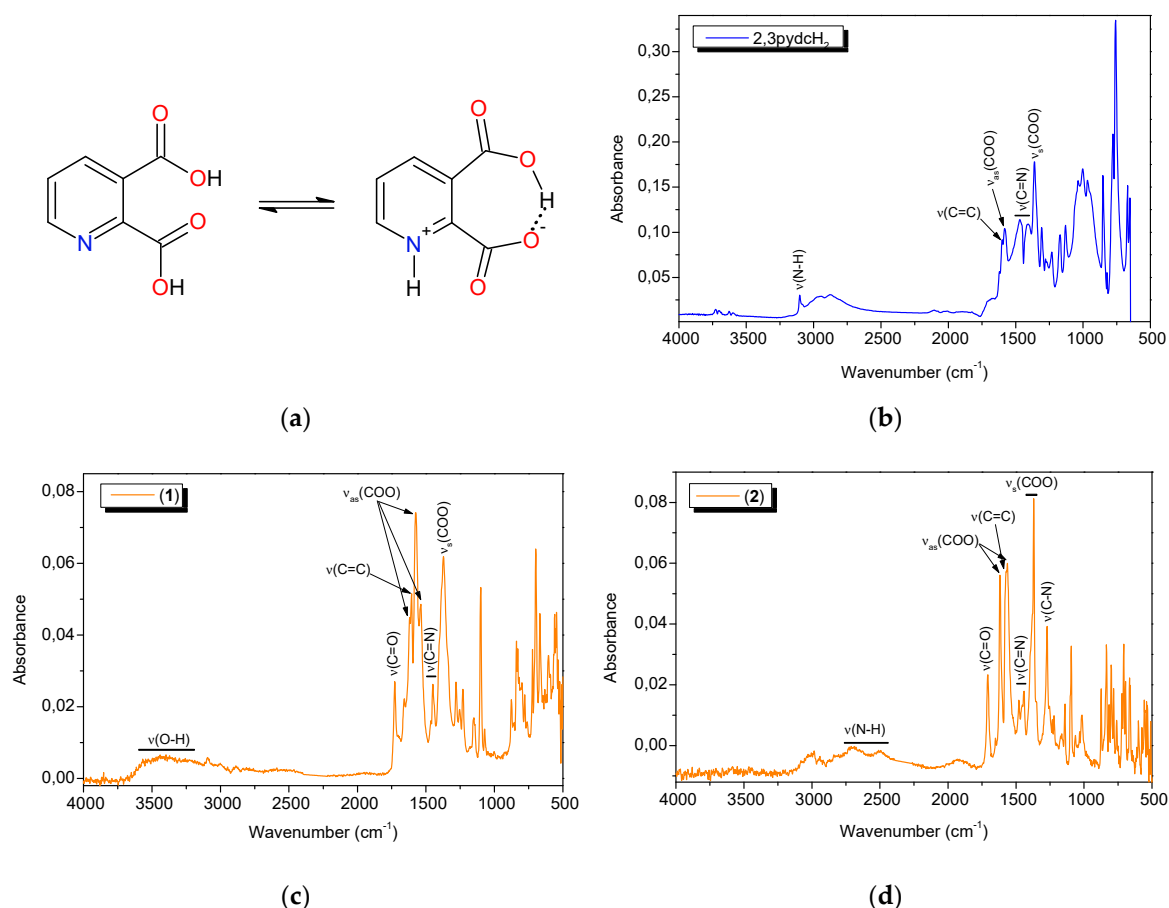 O
OH
O
OH
N
O
O
H
O-
O
N+
H
(a)
2,3pydcH2
Absorbance
0,35
0,30
0,25
0,20
0,15
0,10
0,05
ν(N-H)
ν(C=C)
νas(COO)
ν(C=N)
νs(COO)
4000 3500 3000 2500 2000 1500 1000 500
Wavenumber (cm-1)
(b)
(1)
Absorbance
0,08
0,06
0,04
0,02
0,00
ν(O-H)
ν(C=O)
ν(C=C)
νas(COO)
ν(C=N)
νs(COO)
4000 3500 3000 2500 2000 1500 1000 500
Wavenumber (cm-1)
(c)
(2)
Absorbance
0,08
0,06
0,04
0,02
0,00
ν(N-H)
ν(C=O)
νas(COO)
ν(C=C)
ν(C=N)
νs(COO)
ν(C-N)
4000 3500 3000 2500 2000 1500 1000 500
Wavenumber (cm-1)
(d)